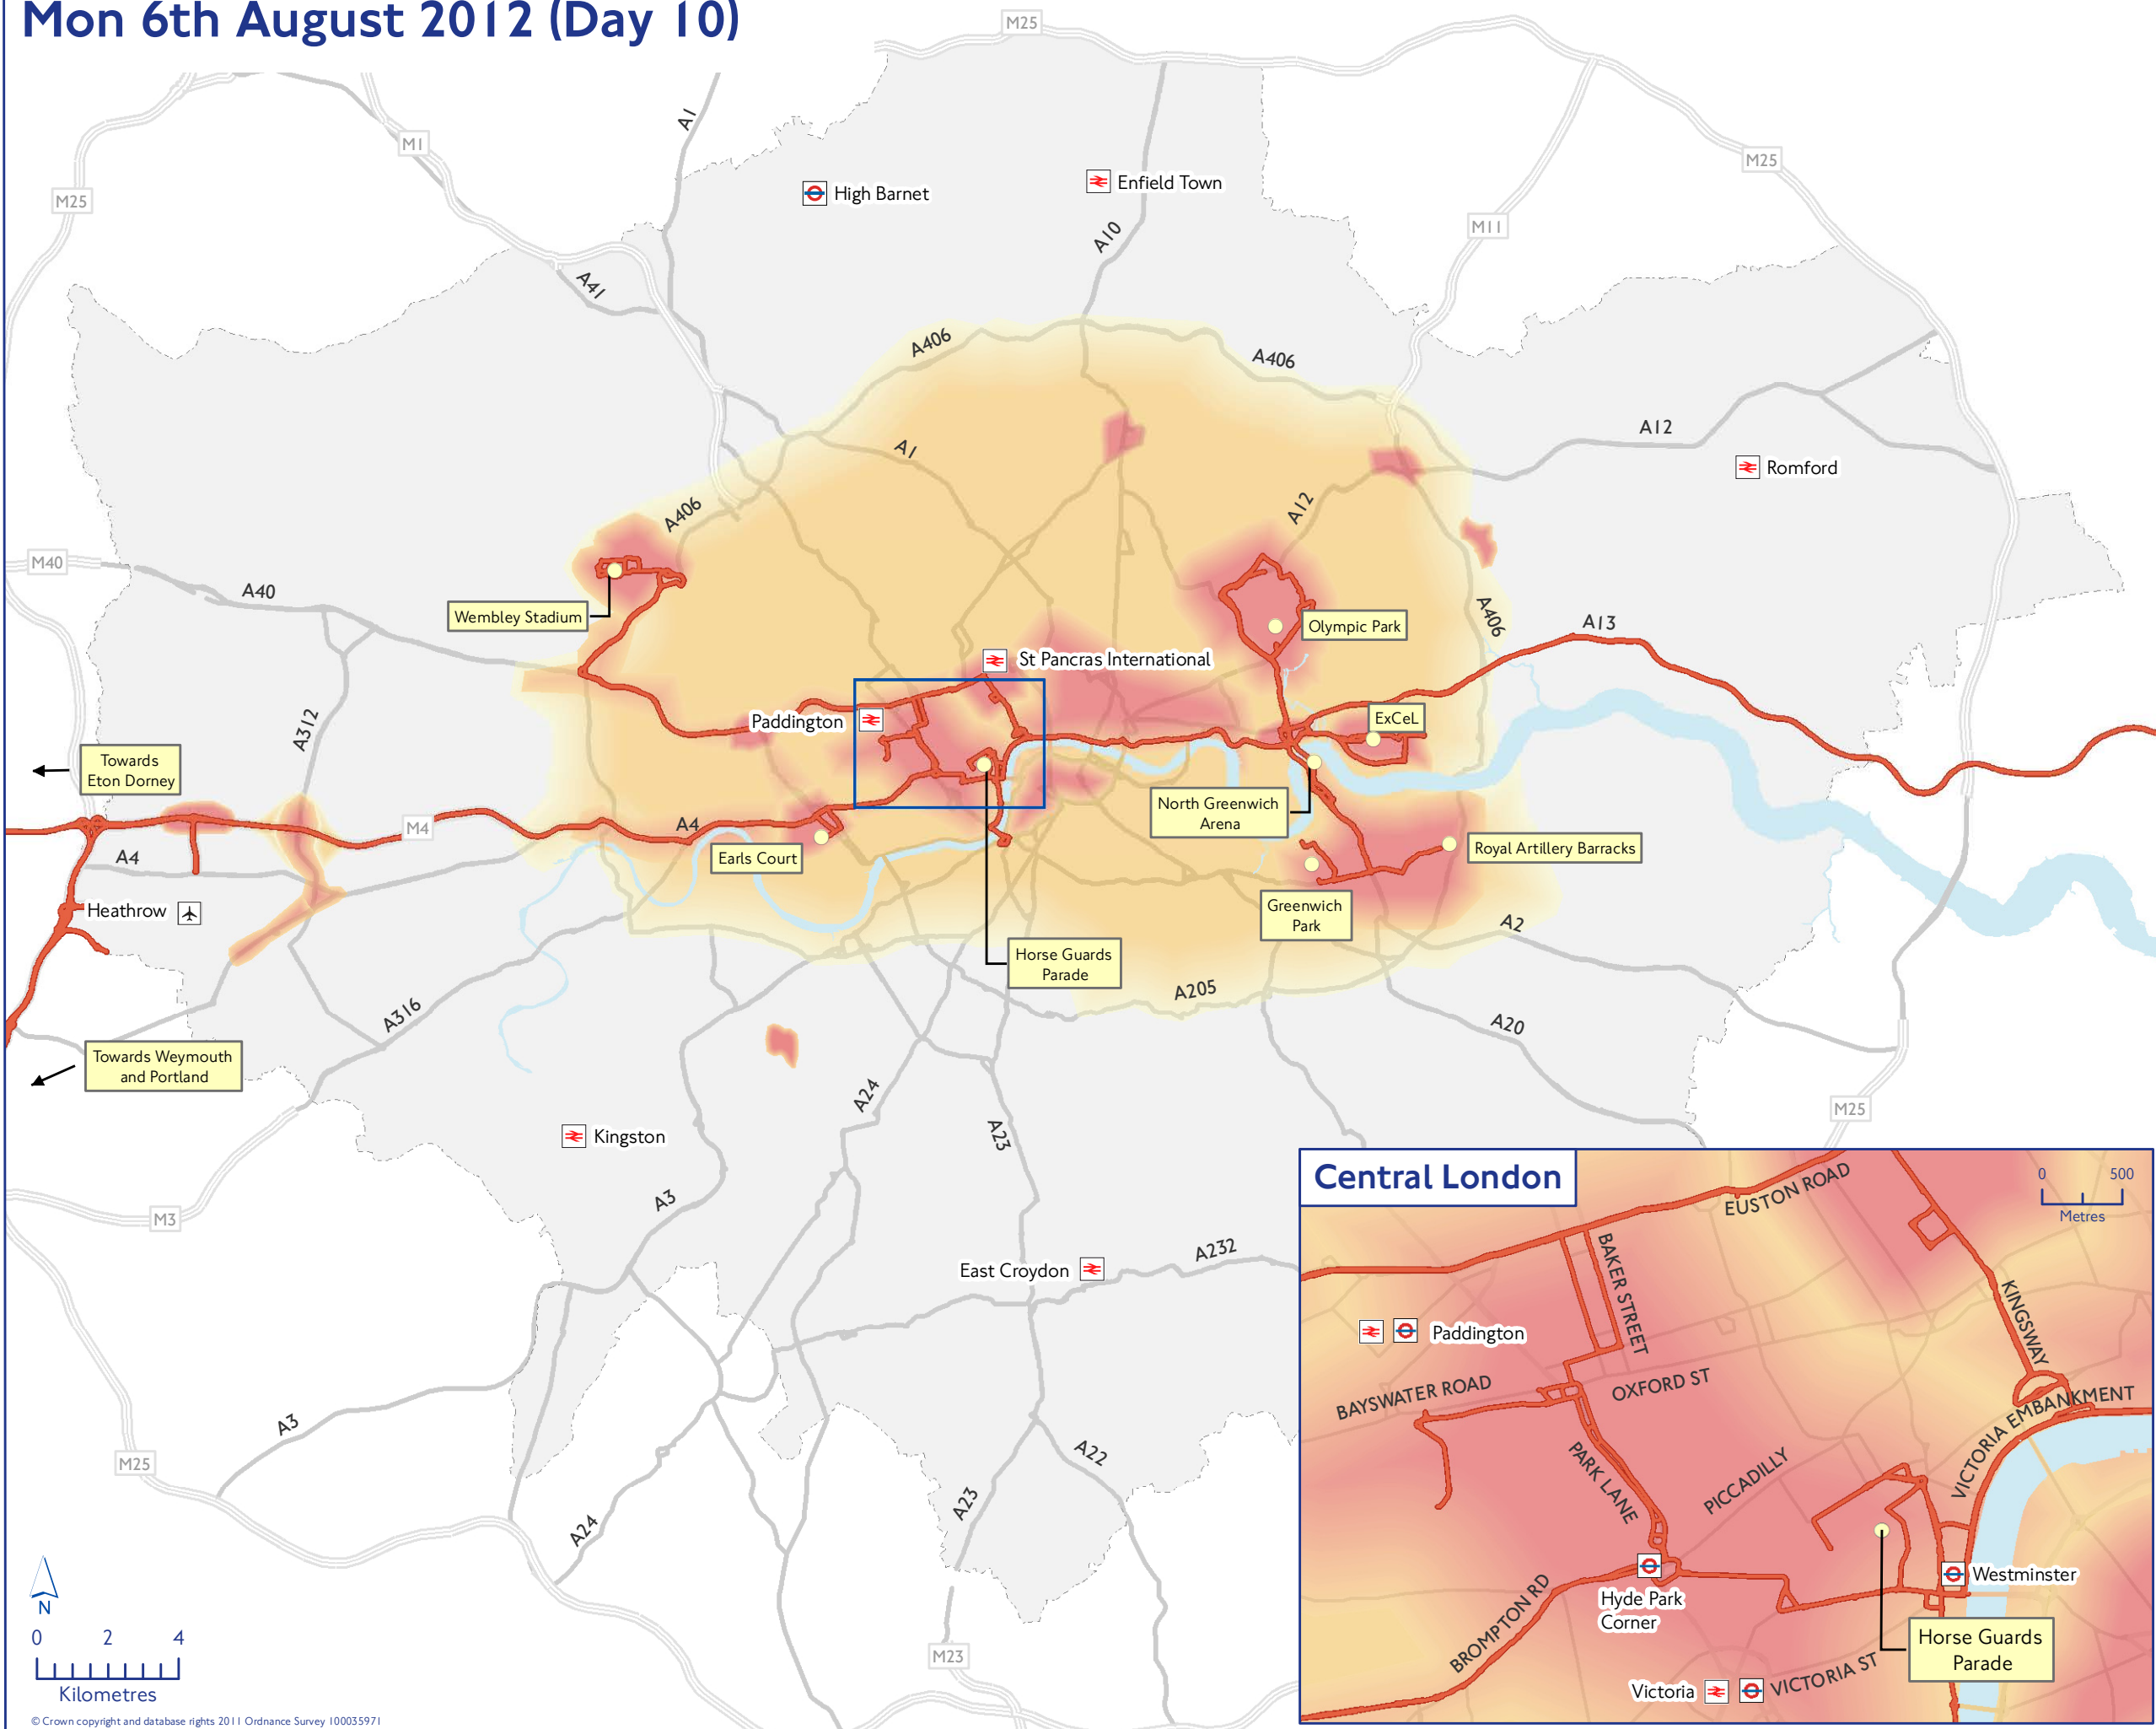 Mon 6th August 2012 (Day 10)
M25
M1
A1
M25
High Barnet
Enfield Town
M25
M11
A10
A41
A406
A406
A1
A12
Romford
A406
A12
M40
A40
Wembley Stadium
A406
Olympic Park
A13
St Pancras International
Paddington
ExCeL
A312
Towards
Eton Dorney
North Greenwich
Arena
M4
A4
A4
Earls Court
Royal Artillery Barracks
Heathrow
Greenwich
Park
A2
Horse Guards
Parade
A205
A316
A20
Towards Weymouth
and Portland
A24
M25
Kingston
A23
A3
M3
East Croydon
A232
A3
M25
A22
A23
A24
M23
N
0 2 4
Kilometres
© Crown copyright and database rights 2011 Ordnance Survey 100035971
Central London
0 500
Metres
EUSTON ROAD
BAKER STREET
KINGSWAY
Paddington
BAYSWATER ROAD
OXFORD ST
VICTORIA EMBANKMENT
PARK LANE
PICCADILLY
Hyde Park
Corner
Westminster
BROMPTON RD
Horse Guards
Parade
Victoria
VICTORIA ST